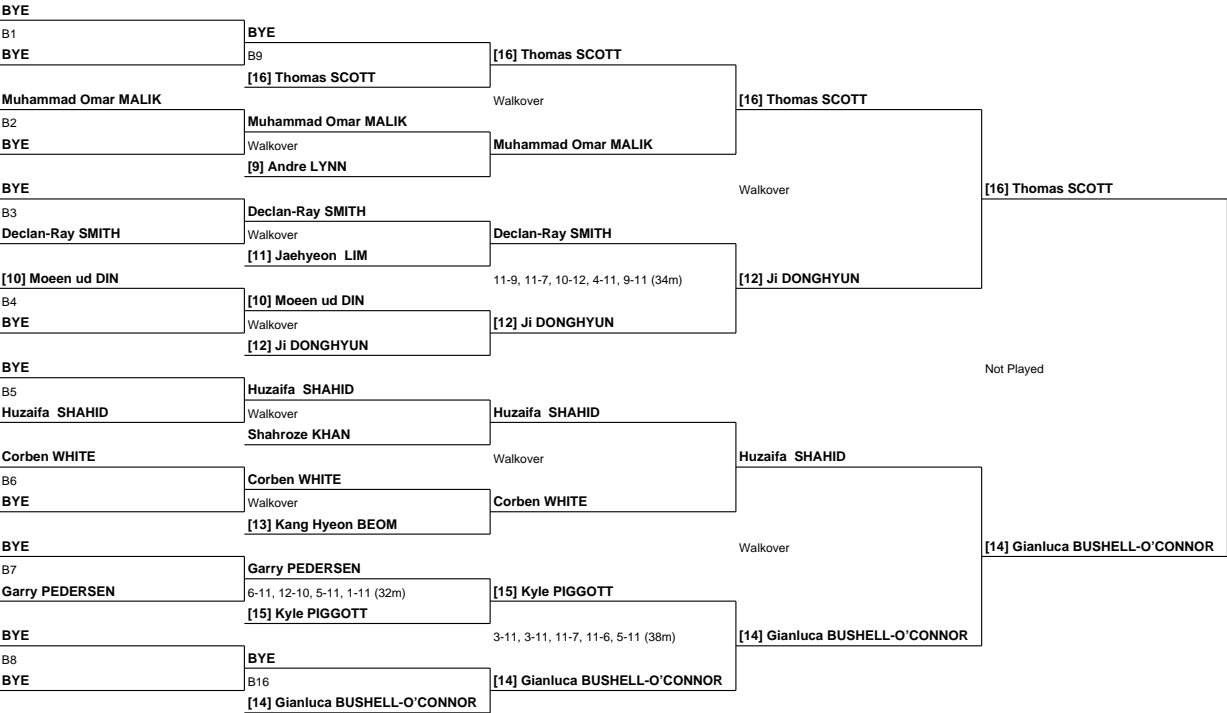 BYE
B1
BYE
Muhammad Omar MALIK
B2
BYE
BYE
B3
Declan-Ray SMITH
[10] Moeen ud DIN
B4
BYE
BYE
B5
Huzaifa  SHAHID
Corben WHITE
B6
BYE
BYE
B7
Garry PEDERSEN
BYE
B8
BYE
BYE
B9
[16] Thomas SCOTT
Muhammad Omar MALIK
Walkover
[9] Andre LYNN
Declan-Ray SMITH
Walkover
[11] Jaehyeon  LIM
[10] Moeen ud DIN
Walkover
[12] Ji DONGHYUN
Huzaifa  SHAHID
Walkover
Shahroze KHAN
Corben WHITE
Walkover
[13] Kang Hyeon BEOM
Garry PEDERSEN
6-11, 12-10, 5-11, 1-11 (32m)
[15] Kyle PIGGOTT
BYE
B16
[14] Gianluca BUSHELL-O'CONNOR
[16] Thomas SCOTT
Walkover
Muhammad Omar MALIK
Declan-Ray SMITH
11-9, 11-7, 10-12, 4-11, 9-11 (34m)
[12] Ji DONGHYUN
Huzaifa  SHAHID
Walkover
Corben WHITE
[15] Kyle PIGGOTT
3-11, 3-11, 11-7, 11-6, 5-11 (38m)
[14] Gianluca BUSHELL-O'CONNOR
[16] Thomas SCOTT
Walkover
[12] Ji DONGHYUN
Huzaifa  SHAHID
Walkover
[14] Gianluca BUSHELL-O'CONNOR
[16] Thomas SCOTT
Not Played
[14] Gianluca BUSHELL-O'CONNOR